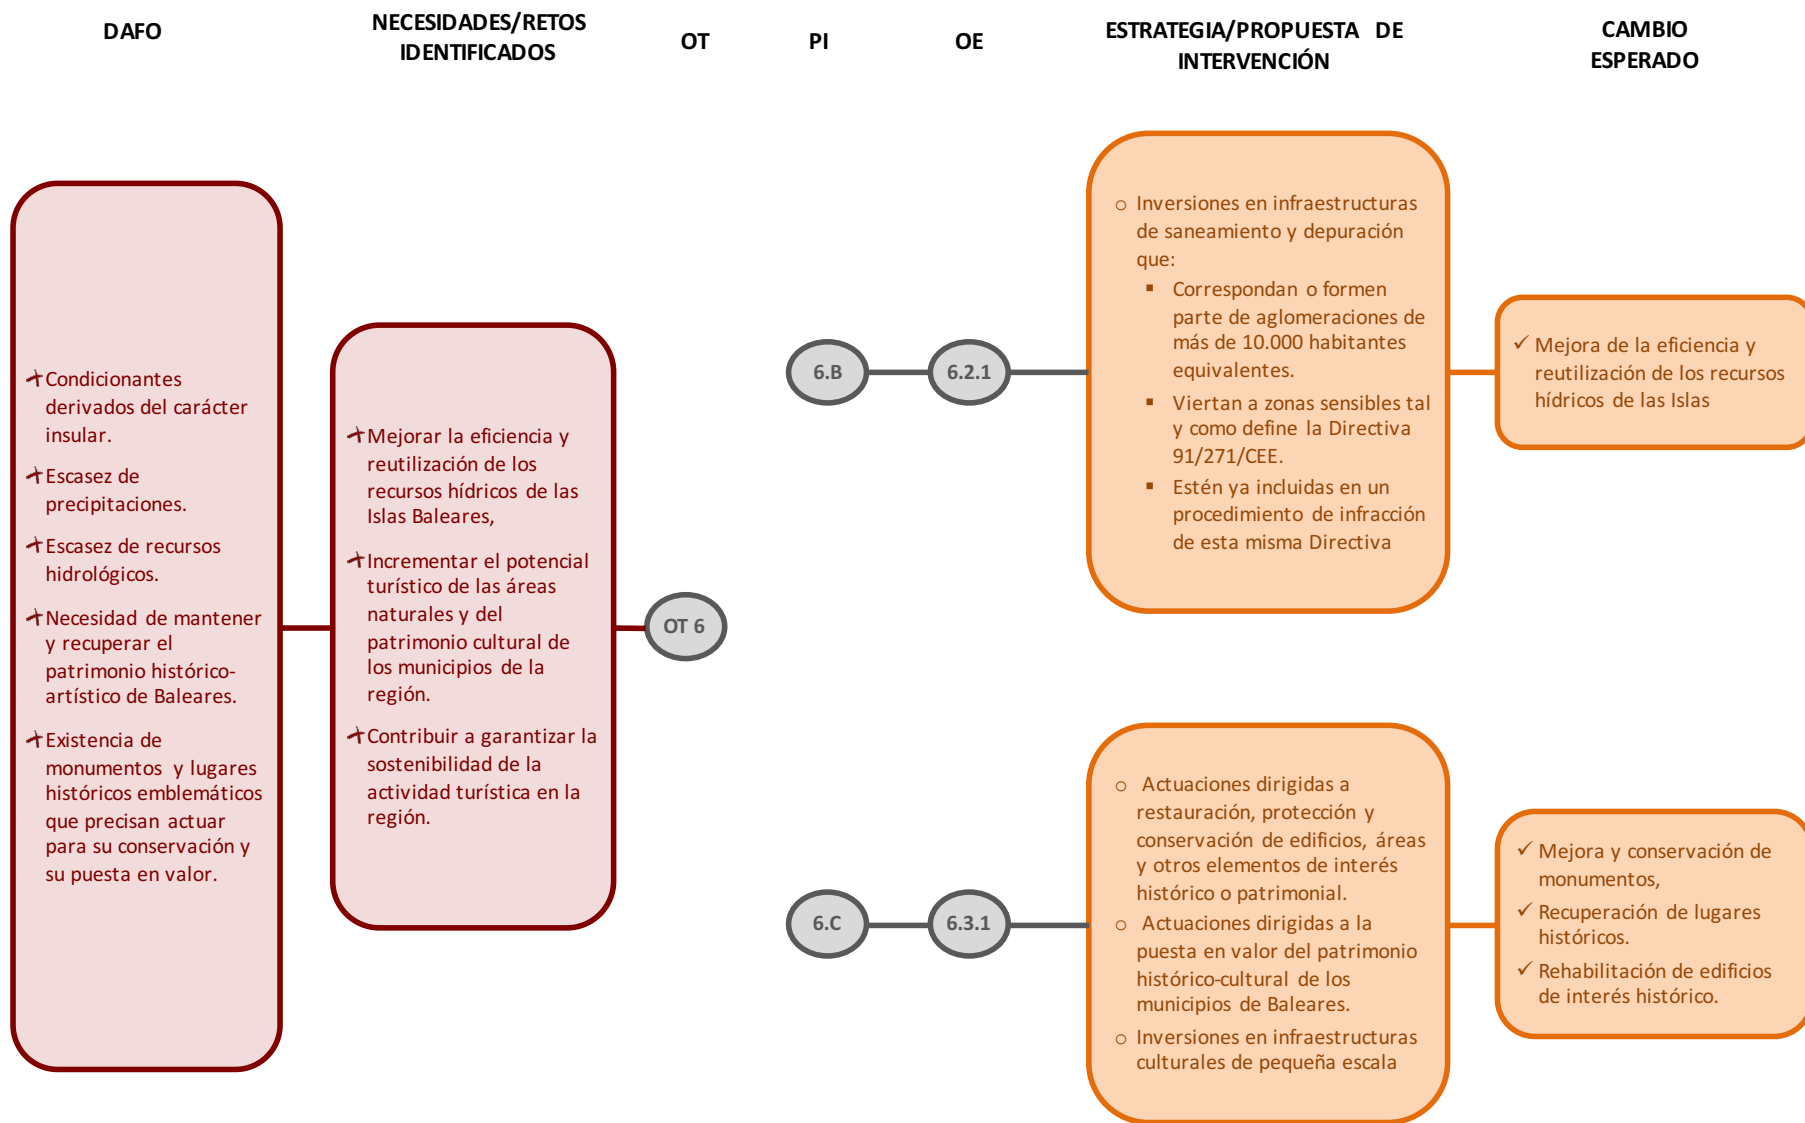 DAFO
NECESIDADES/RETOS
IDENTIFICADOS
OT
PI
OE
ESTRATEGIA/PROPUESTA DE
INTERVENCIÓN
CAMBIO
ESPERADO
Condicionantes
derivados del carácter
insular.
Escasez de
precipitaciones.
Escasez de recursos
hidrológicos.
Necesidad de mantener
y recuperar el
patrimonio histórico-
artístico de Baleares.
Existencia de
monumentos y lugares
históricos emblemáticos
que precisan actuar
para su conservación y
su puesta en valor.
Mejorar la eficiencia y
reutilización de los
recursos hídricos de las
Islas Baleares,
Incrementar el potencial
turístico de las áreas
naturales y del
patrimonio cultural de
los municipios de la
región.
Contribuir a garantizar la
sostenibilidad de la
actividad turística en la
región.
OT 6
6.B
6.2.1
Inversiones en infraestructuras
de saneamiento y depuración
que:
Correspondan o formen
parte de aglomeraciones de
más de 10.000 habitantes
equivalentes.
Viertan a zonas sensibles tal
y como define la Directiva
91/271/CEE.
Estén ya incluidas en un
procedimiento de infracción
de esta misma Directiva
Mejora de la eficiencia y
reutilización de los recursos
hídricos de las Islas
6.C
6.3.1
Actuaciones dirigidas a
restauración, protección y
conservación de edificios, áreas
y otros elementos de interés
histórico o patrimonial.
Actuaciones dirigidas a la
puesta en valor del patrimonio
histórico-cultural de los
municipios de Baleares.
Inversiones en infraestructuras
culturales de pequeña escala
Mejora y conservación de
monumentos,
Recuperación de lugares
históricos.
Rehabilitación de edificios
de interés histórico.